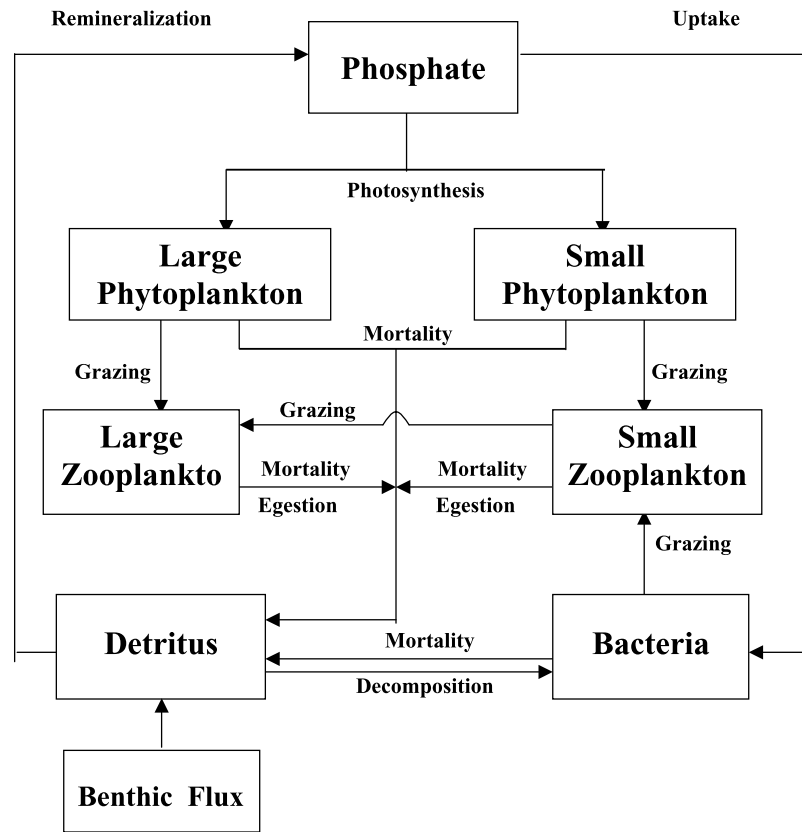 Remineralization
Uptake
Phosphate
Photosynthesis
Large
Phytoplankton
Small
Phytoplankton
Mortality
Grazing
Grazing
Grazing
Large
Zooplankto
Small
Zooplankton
Mortality
Mortality
Egestion
Egestion
Grazing
Detritus
Bacteria
Mortality
Decomposition
Benthic Flux